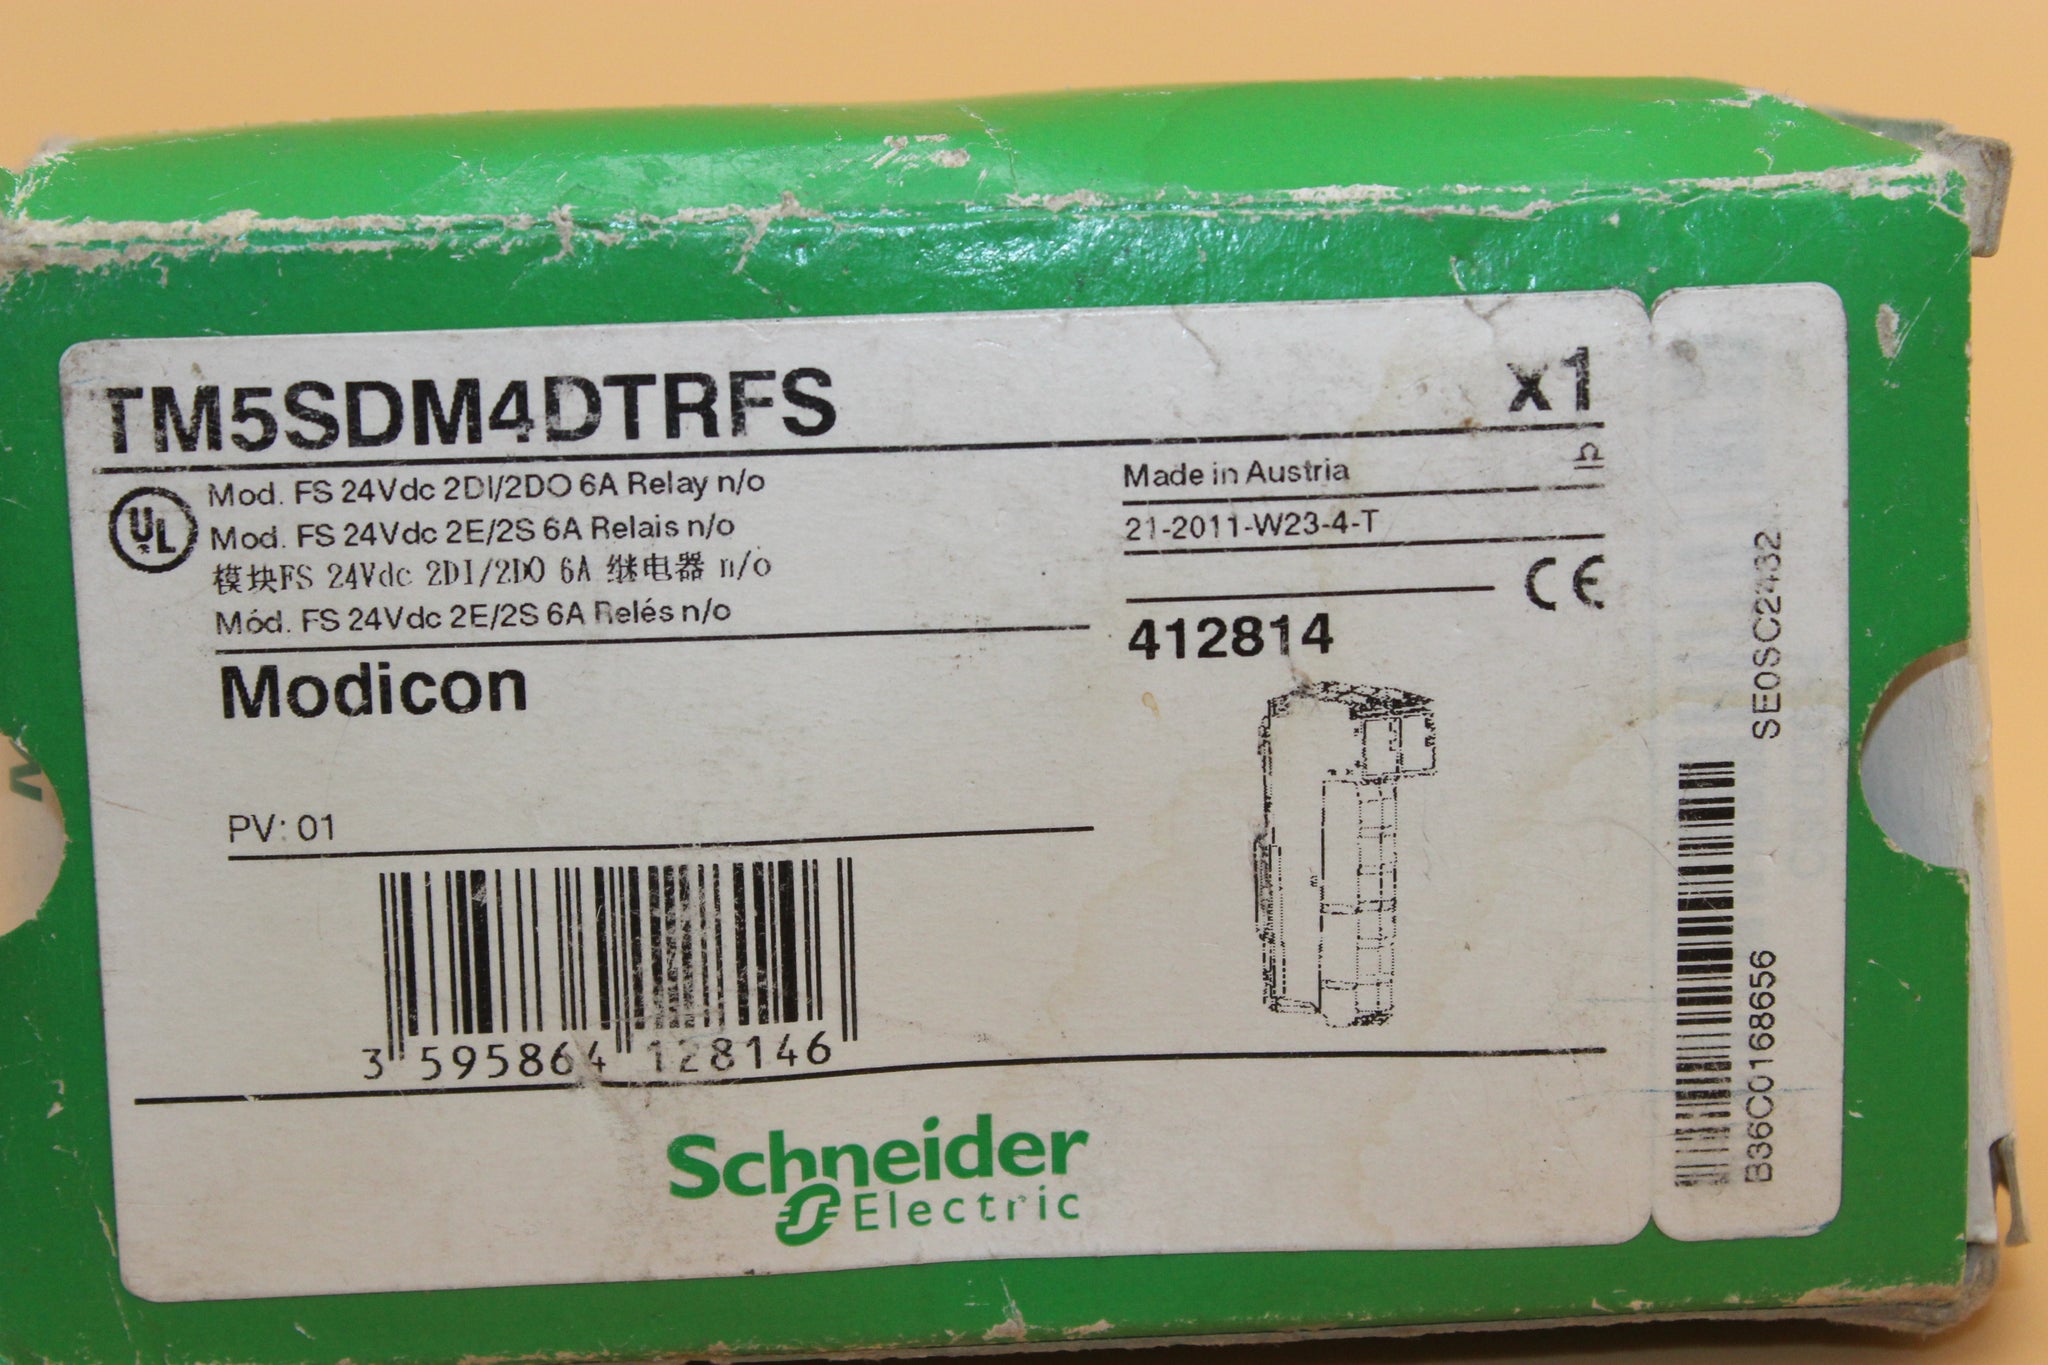 TM5SDM4DTRFS
x1
Mod. FS 24Vdc 2DI/2DO 6A Relay n/o
Mod. FS 24Vdc 2E/2S 6A Relais n/o
模块FS 24Vdc 2DI/2DO 6A 继电器 n/o
Mód. FS 24Vdc 2E/2S 6A Relés n/o
UL
Modicon
PV: 01
3 595864 128146
Made in Austria
21-2011-W23-4-T
CE
412814
Schneider
Electric
SE0SC2432
B36C0168656